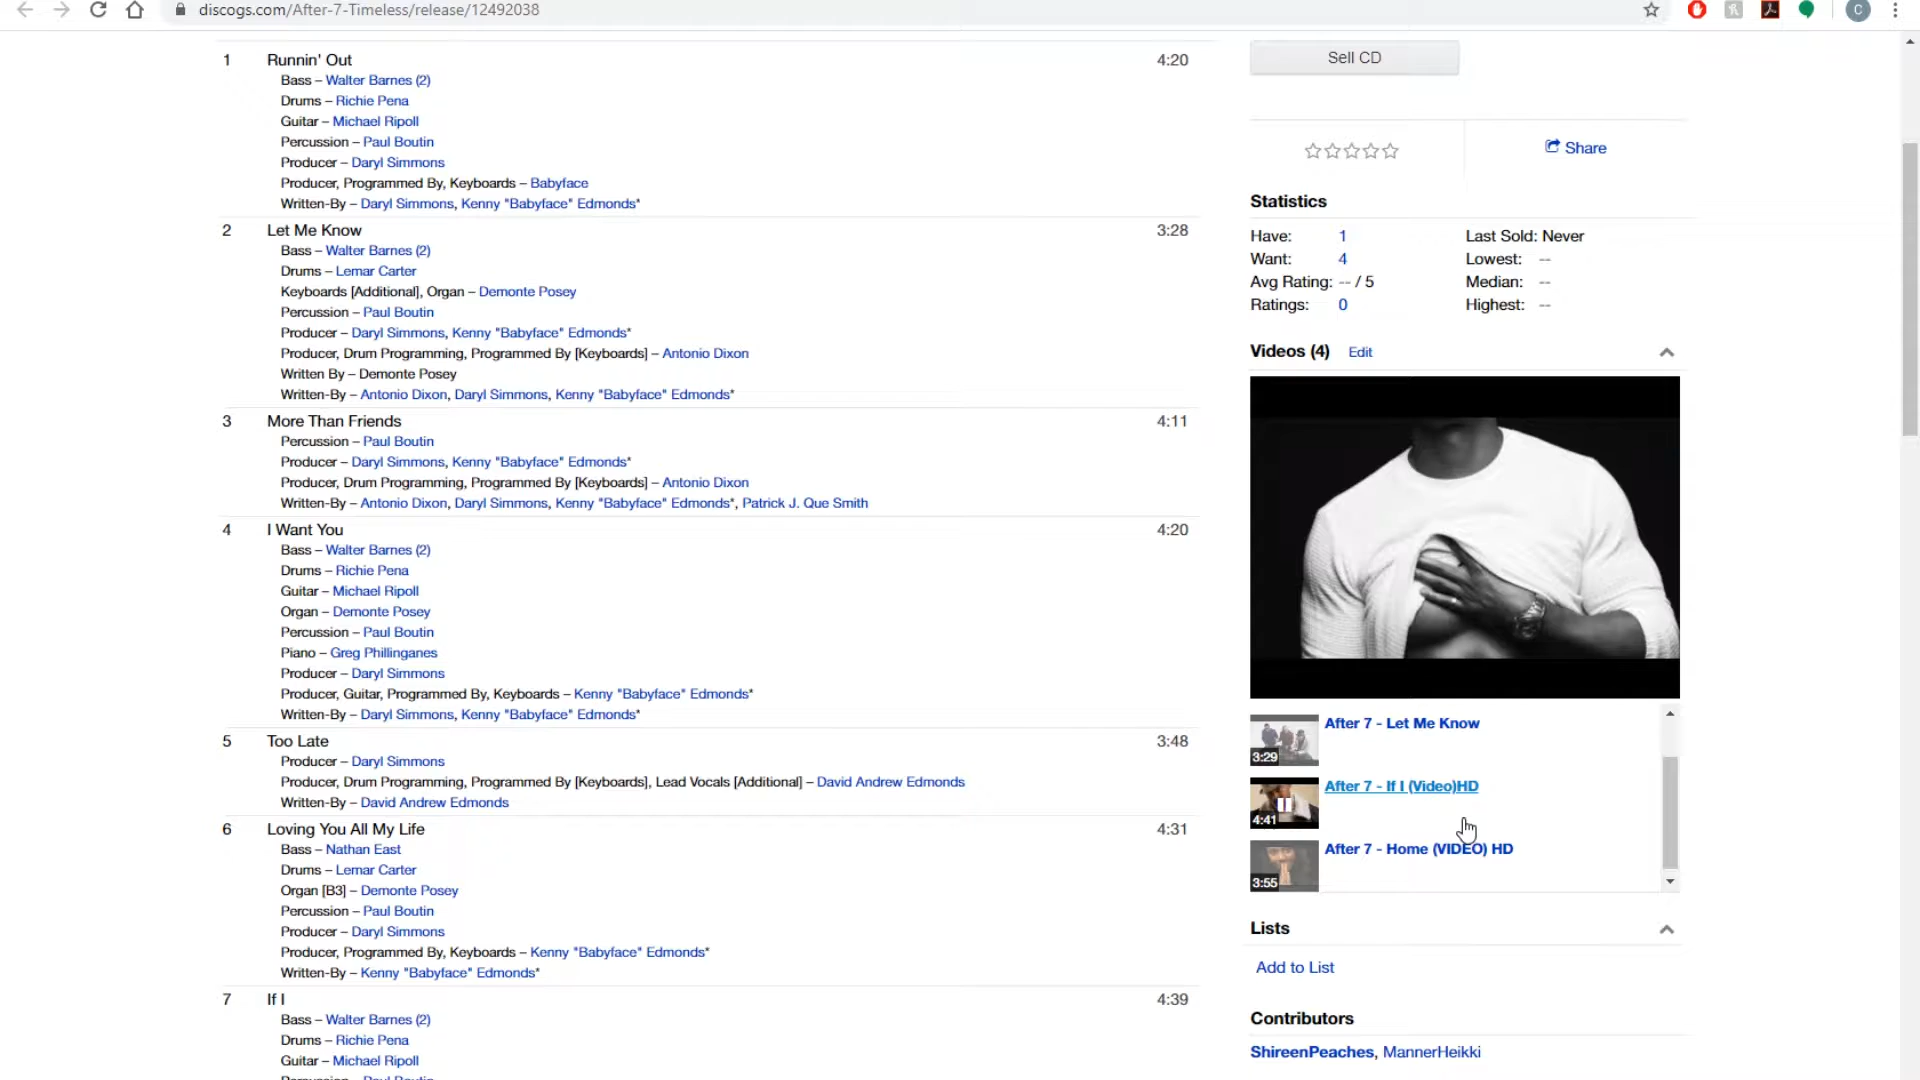 discogs.com/After-7-Timeless/release/12492038
C
1 Runnin' Out 4:20
Bass – Walter Barnes (2)
Drums – Richie Pena
Guitar – Michael Ripoll
Percussion – Paul Boutin
Producer – Daryl Simmons
Producer, Programmed By, Keyboards – Babyface
Written-By – Daryl Simmons, Kenny "Babyface" Edmonds*
2 Let Me Know 3:28
Bass – Walter Barnes (2)
Drums – Lemar Carter
Keyboards [Additional], Organ – Demonte Posey
Percussion – Paul Boutin
Producer – Daryl Simmons, Kenny "Babyface" Edmonds*
Producer, Drum Programming, Programmed By [Keyboards] – Antonio Dixon
Written By – Demonte Posey
Written-By – Antonio Dixon, Daryl Simmons, Kenny "Babyface" Edmonds*
3 More Than Friends 4:11
Percussion – Paul Boutin
Producer – Daryl Simmons, Kenny "Babyface" Edmonds*
Producer, Drum Programming, Programmed By [Keyboards] – Antonio Dixon
Written-By – Antonio Dixon, Daryl Simmons, Kenny "Babyface" Edmonds*, Patrick J. Que Smith
4 I Want You 4:20
Bass – Walter Barnes (2)
Drums – Richie Pena
Guitar – Michael Ripoll
Organ – Demonte Posey
Percussion – Paul Boutin
Piano – Greg Phillinganes
Producer – Daryl Simmons
Producer, Guitar, Programmed By, Keyboards – Kenny "Babyface" Edmonds*
Written-By – Daryl Simmons, Kenny "Babyface" Edmonds*
5 Too Late 3:48
Producer – Daryl Simmons
Producer, Drum Programming, Programmed By [Keyboards], Lead Vocals [Additional] – David Andrew Edmonds
Written-By – David Andrew Edmonds
6 Loving You All My Life 4:31
Bass – Nathan East
Drums – Lemar Carter
Organ [B3] – Demonte Posey
Percussion – Paul Boutin
Producer – Daryl Simmons
Producer, Programmed By, Keyboards – Kenny "Babyface" Edmonds*
Written-By – Kenny "Babyface" Edmonds*
7 If I 4:39
Bass – Walter Barnes (2)
Drums – Richie Pena
Guitar – Michael Ripoll
Percussion – Paul Boutin
Sell CD
Share
Statistics
Have: 1 Last Sold: Never
Want: 4 Lowest: --
Avg Rating: -- / 5 Median: --
Ratings: 0 Highest: --
Videos (4) Edit
After 7 - Let Me Know
3:29
After 7 - If I (Video)HD
4:41
After 7 - Home (VIDEO) HD
3:55
Lists
Add to List
Contributors
ShireenPeaches, MannerHeikki